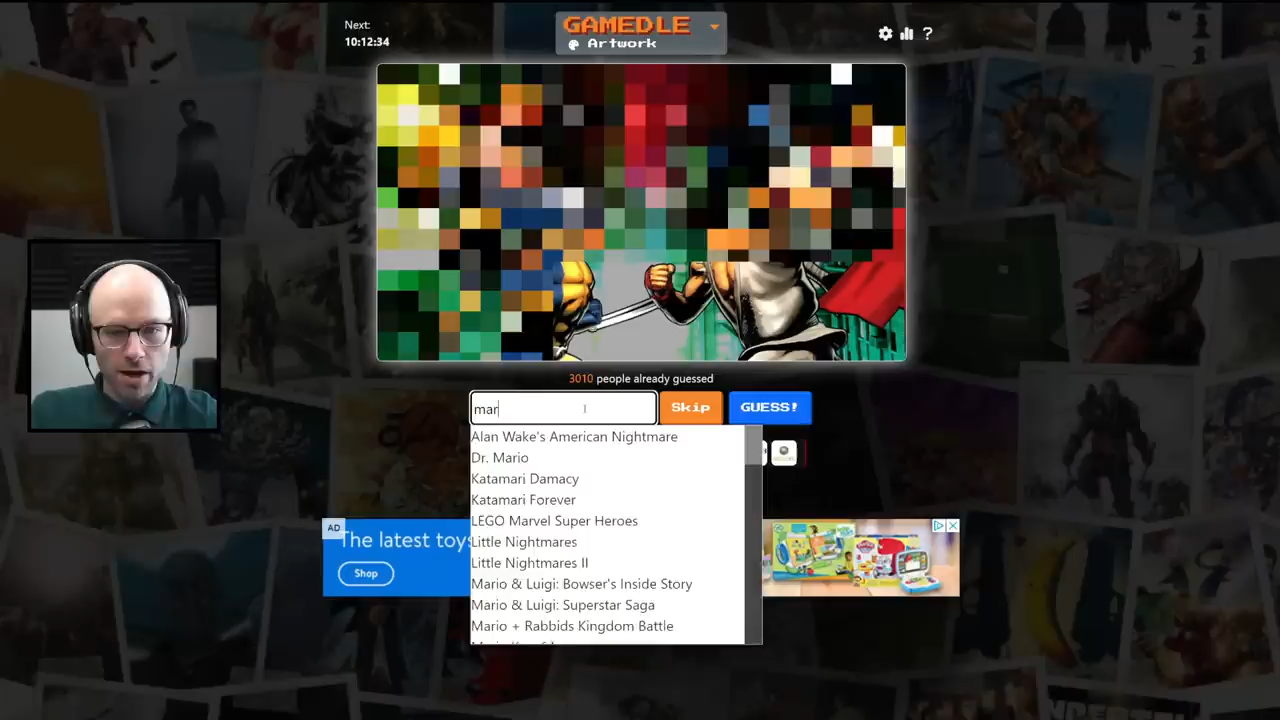 Next:
10:12:34
GAMEDLE
Artwork
?
3010 people already guessed
mar
Skip
GUESS!
Alan Wake's American Nightmare
Dr. Mario
Katamari Damacy
Katamari Forever
LEGO Marvel Super Heroes
Little Nightmares
Little Nightmares II
Mario & Luigi: Bowser's Inside Story
Mario & Luigi: Superstar Saga
Mario + Rabbids Kingdom Battle
AD
The latest toys
Shop